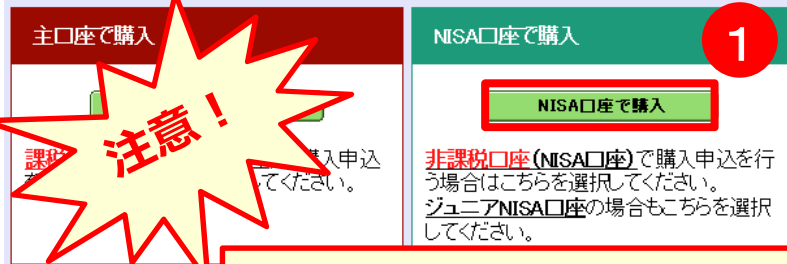 主口座で購入
注意！
課税
購入申込
てください。
NISA口座で購入
1
NISA口座で購入
非課税口座(NISA口座)で購入申込を行
う場合はこちらを選択してください。
ジュニアNISA口座の場合もこちらを選択
してください。